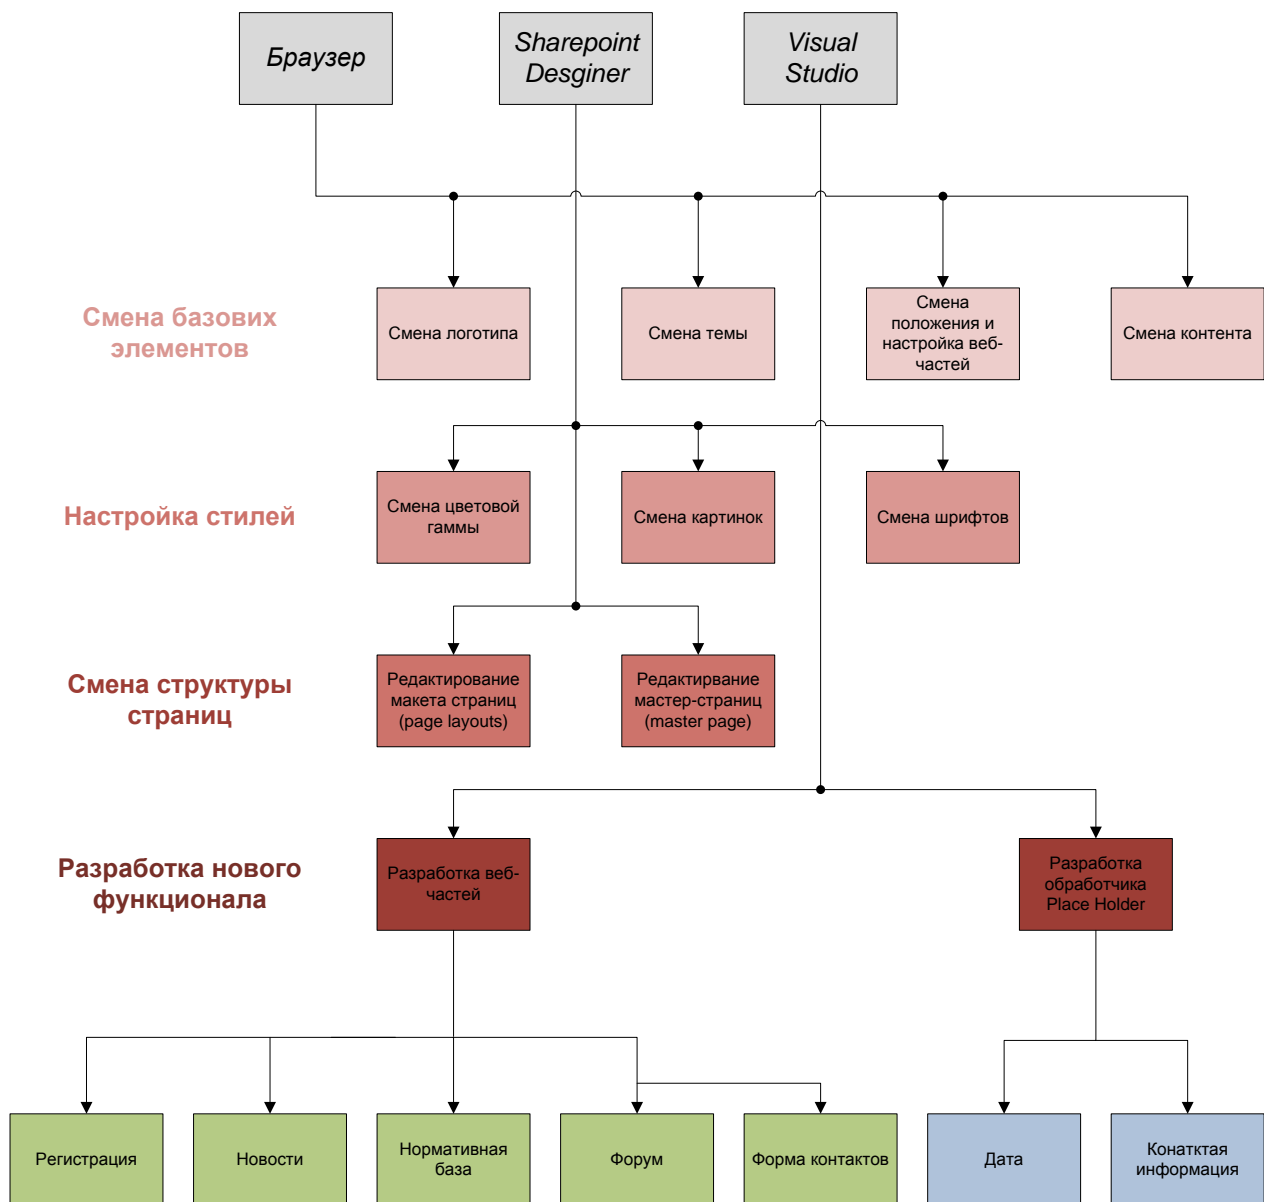 Браузер
Sharepoint
Desginer
Visual
Studio
Смена базових
элементов
Смена логотипа
Смена темы
Смена
положения и
настройка веб-
частей
Смена контента
Настройка стилей
Смена цветовой
гаммы
Смена картинок
Смена шрифтов
Смена структуры
страниц
Редактирование
макета страниц
(page layouts)
Редактирвание
мастер-страниц
(master page)
Разработка нового
функционала
Разработка веб-
частей
Разработка
обработчика
Place Holder
Регистрация
Новости
Нормативная
база
Форум
Форма контактов
Дата
Конатктая
информация